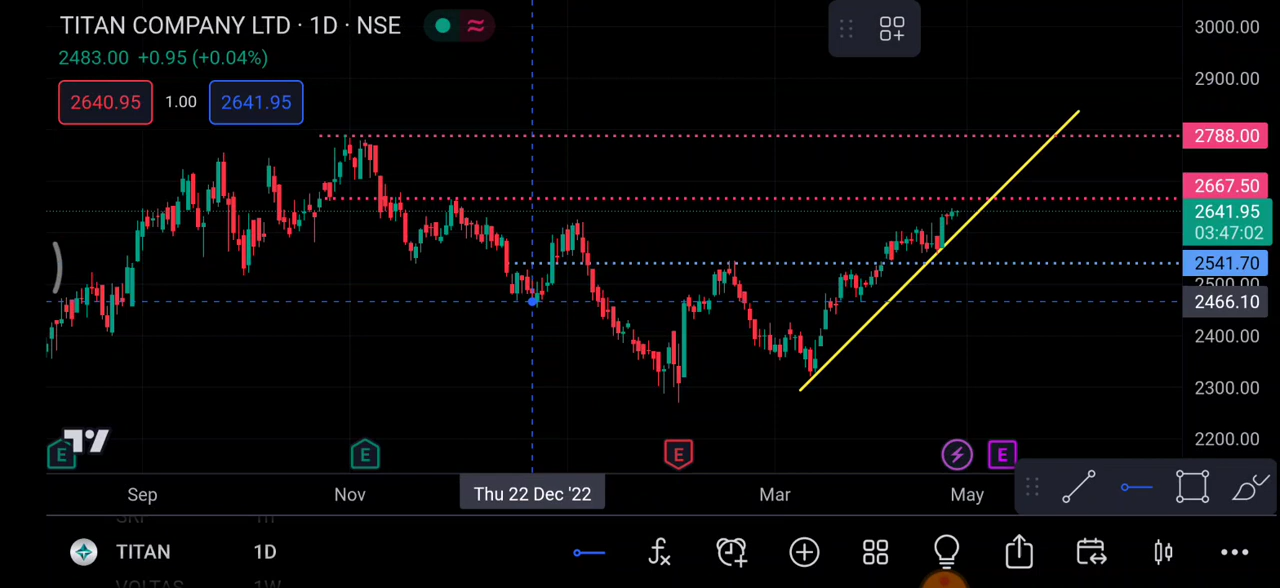 TITAN COMPANY LTD · 1D · NSE
2483.00 +0.95 (+0.04%)
2640.95 1.00 2641.95
3000.00
2900.00
2788.00
2667.50
2641.95
03:47:02
2541.70
2500.00
2466.10
2400.00
2300.00
2200.00
E E E E
Sep Nov Thu 22 Dec '22 Mar May
TITAN 1D
VOLTAS 1W